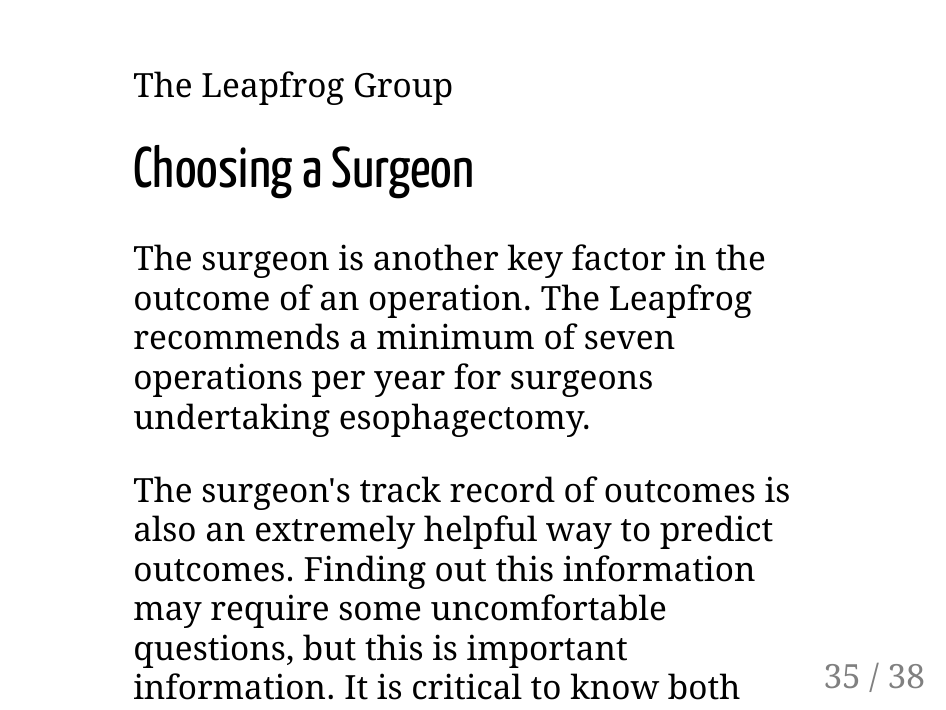 The Leapfrog Group
Choosing a Surgeon
The surgeon is another key factor in the
outcome of an operation. The Leapfrog
recommends a minimum of seven
operations per year for surgeons
undertaking esophagectomy.
The surgeon's track record of outcomes is
also an extremely helpful way to predict
outcomes. Finding out this information
may require some uncomfortable
questions, but this is important
information. It is critical to know both
35 / 38